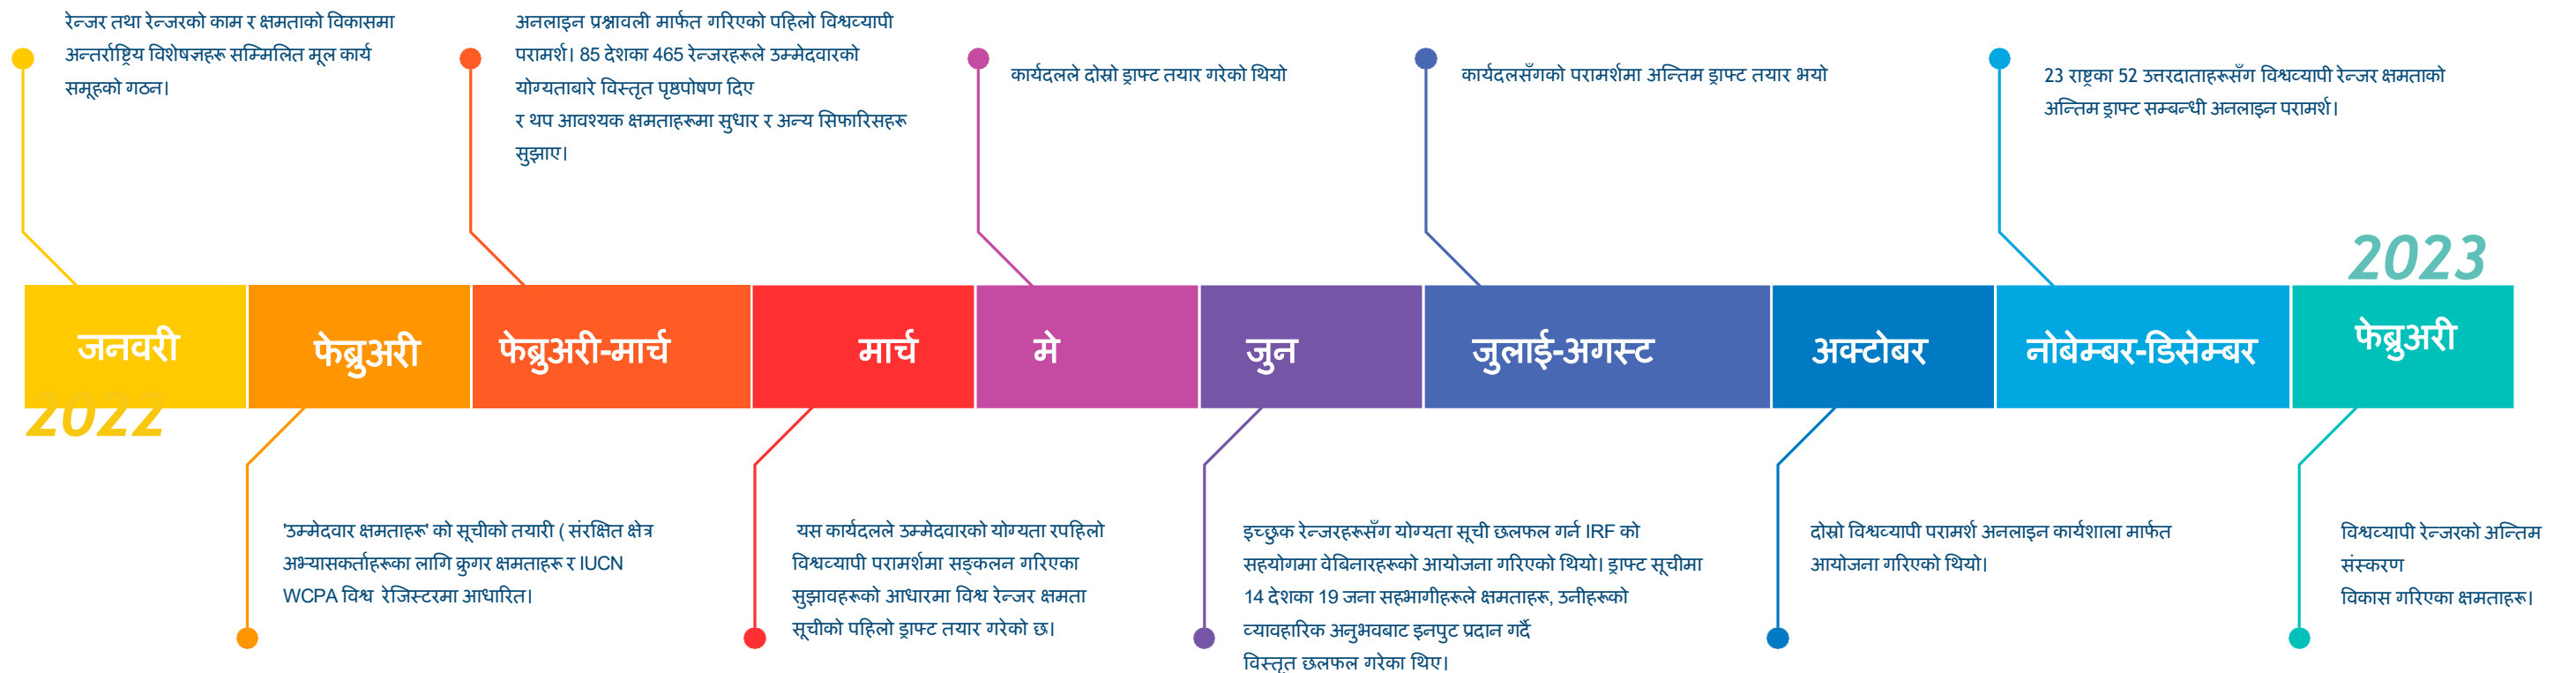 रेन्जर तथा रेन्जरको काम र क्षमताको विकासमा
अन्तर्राष्ट्रिय विशेषज्ञहरू सम्मिलित मूल कार्य
समूहको गठन।
अनलाइन प्रश्नावली मार्फत गरिएको पहिलो विश्वव्यापी
परामर्श। 85 देशका 465 रेन्जरहरूले उम्मेदवारको
योग्यताबारे विस्तृत पृष्ठपोषण दिए
र थप आवश्यक क्षमताहरूमा सुधार र अन्य सिफारिसहरू
सुझाए।
कार्यदलले दोस्रो ड्राफ्ट तयार गरेको थियो
कार्यदलसँगको परामर्शमा अन्तिम ड्राफ्ट तयार भयो
23 राष्ट्रका 52 उत्तरदाताहरूसँग विश्वव्यापी रेन्जर क्षमताको
अन्तिम ड्राफ्ट सम्बन्धी अनलाइन परामर्श।
2023
जनवरी
फेब्रुअरी
फेब्रुअरी-मार्च
मार्च
मे
जुन
जुलाई-अगस्ट
अक्टोबर
नोबेम्बर-डिसेम्बर
फेब्रुअरी
2022
'उम्मेदवार क्षमताहरू' को सूचीको तयारी ( संरक्षित क्षेत्र
अभ्यासकर्ताहरूका लागि क्रुगर क्षमताहरू र IUCN
WCPA विश्व रेजिस्टरमा आधारित।
यस कार्यदलले उम्मेदवारको योग्यता रपहिलो
विश्वव्यापी परामर्शमा सङ्कलन गरिएका
सुझावहरूको आधारमा विश्व रेन्जर क्षमता
सूचीको पहिलो ड्राफ्ट तयार गरेको छ।
इच्छुक रेन्जरहरूसँग योग्यता सूची छलफल गर्न IRF को
सहयोगमा वेबिनारहरूको आयोजना गरिएको थियो। ड्राफ्ट सूचीमा
14 देशका 19 जना सहभागीहरूले क्षमताहरू, उनीहरूको
व्यावहारिक अनुभवबाट इनपुट प्रदान गर्दै
विस्तृत छलफल गरेका थिए।
दोस्रो विश्वव्यापी परामर्श अनलाइन कार्यशाला मार्फत
आयोजना गरिएको थियो।
विश्वव्यापी रेन्जरको अन्तिम
संस्करण
विकास गरिएका क्षमताहरू।